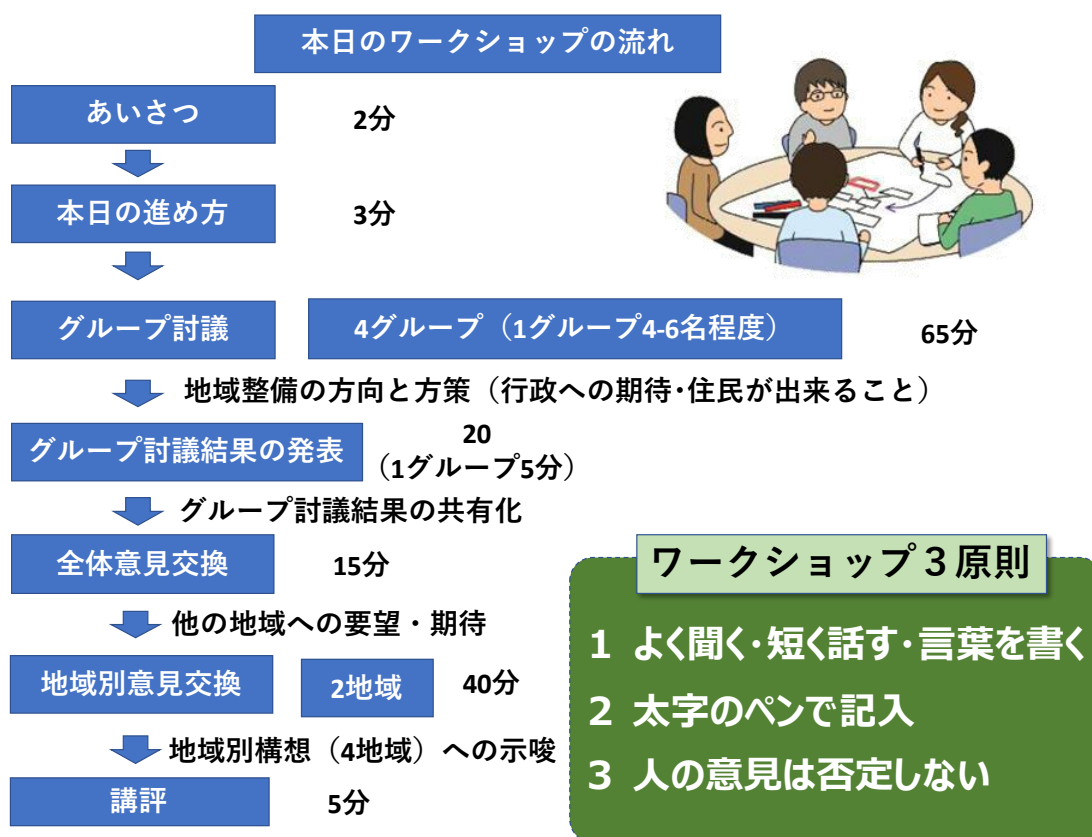 本日のワークショップの流れ
あいさつ
2分
本日の進め方
3分
グループ討議
4グループ（1グループ4-6名程度）
65分
地域整備の方向と方策（行政への期待･住民が出来ること）
グループ討議結果の発表
20
（1グループ5分）
グループ討議結果の共有化
全体意見交換
15分
他の地域への要望・期待
地域別意見交換
2地域
40分
地域別構想（4地域）への示唆
講評
5分
ワークショップ３原則
1 よく聞く･短く話す･言葉を書く
2 太字のペンで記入
3 人の意見は否定しない